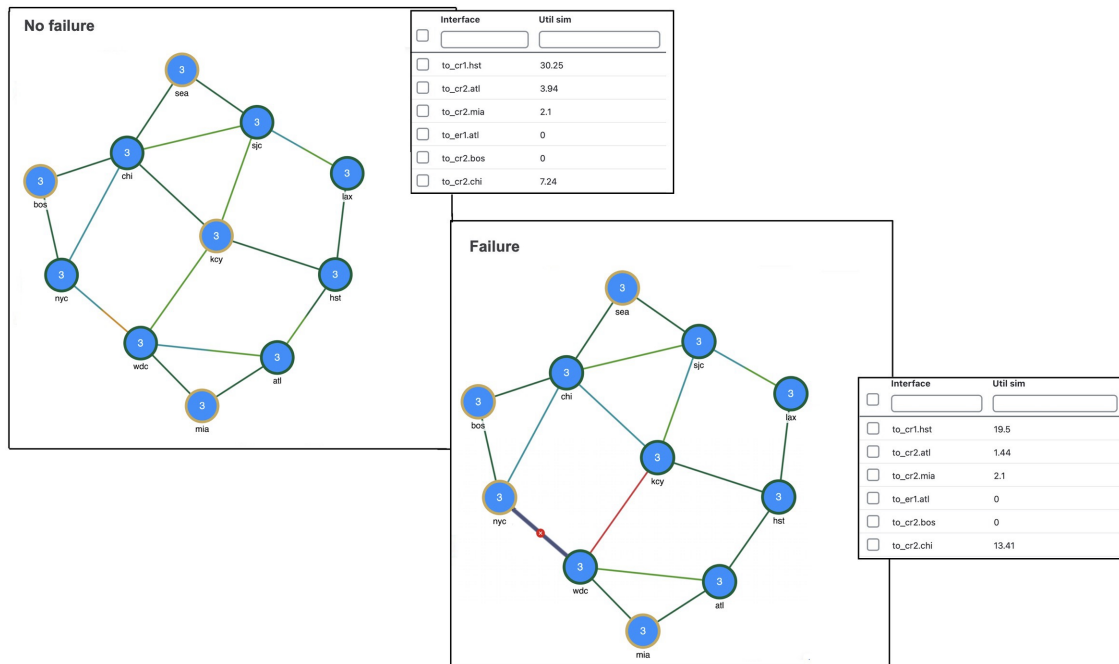 No failure
3
sea
3
sjc
3
chi
3
lax
3
bos
3
kcy
3
nyc
3
hst
3
wdc
3
atl
3
mia
Interface Util sim
to_cr1.hst 30.25
to_cr2.atl 3.94
to_cr2.mia 2.1
to_er1.atl 0
to_cr2.bos 0
to_cr2.chi 7.24
Failure
3
sea
3
sjc
3
chi
3
lax
3
bos
3
kcy
3
nyc
3
hst
x
3
wdc
3
atl
3
mia
Interface Util sim
to_cr1.hst 19.5
to_cr2.atl 1.44
to_cr2.mia 2.1
to_er1.atl 0
to_cr2.bos 0
to_cr2.chi 13.41